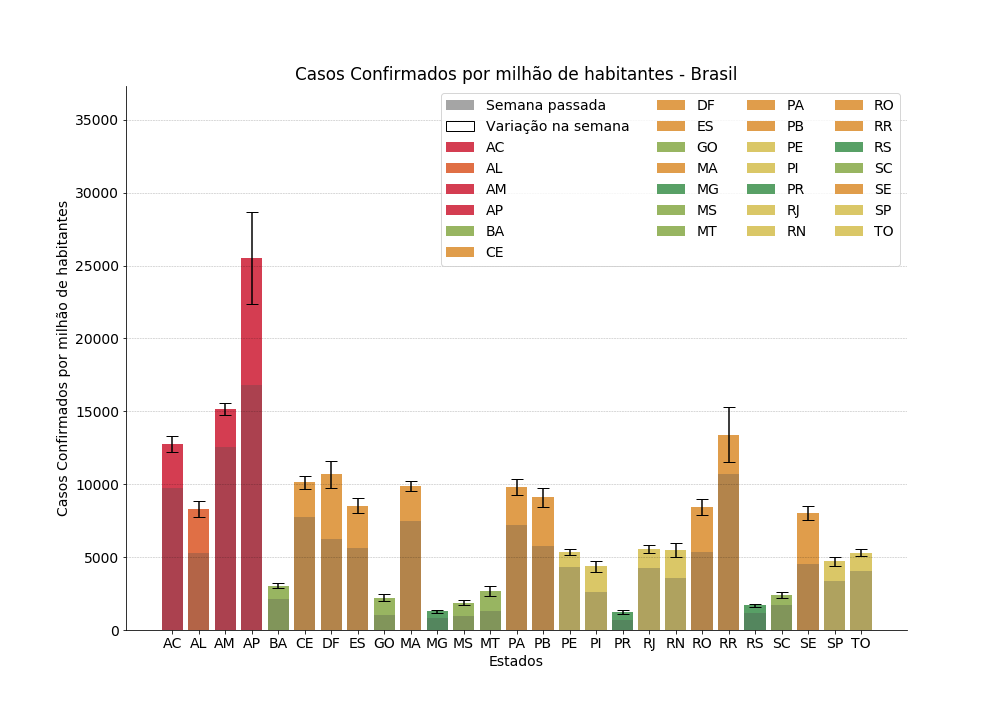 Casos Confirmados por milhão de habitantes - Brasil
Semana passada
Variação na semana
AC
AL
AM
AP
BA
CE
DF
ES
GO
MA
MG
MS
MT
PA
PB
PE
PI
PR
RJ
RN
RO
RR
RS
SC
SE
SP
TO
Casos Confirmados por milhão de habitantes
35000
30000
25000
20000
15000
10000
5000
0
AC AL AM AP BA CE DF ES GO MA MG MS MT PA PB PE PI PR RJ RN RO RR RS SC SE SP TO
Estados